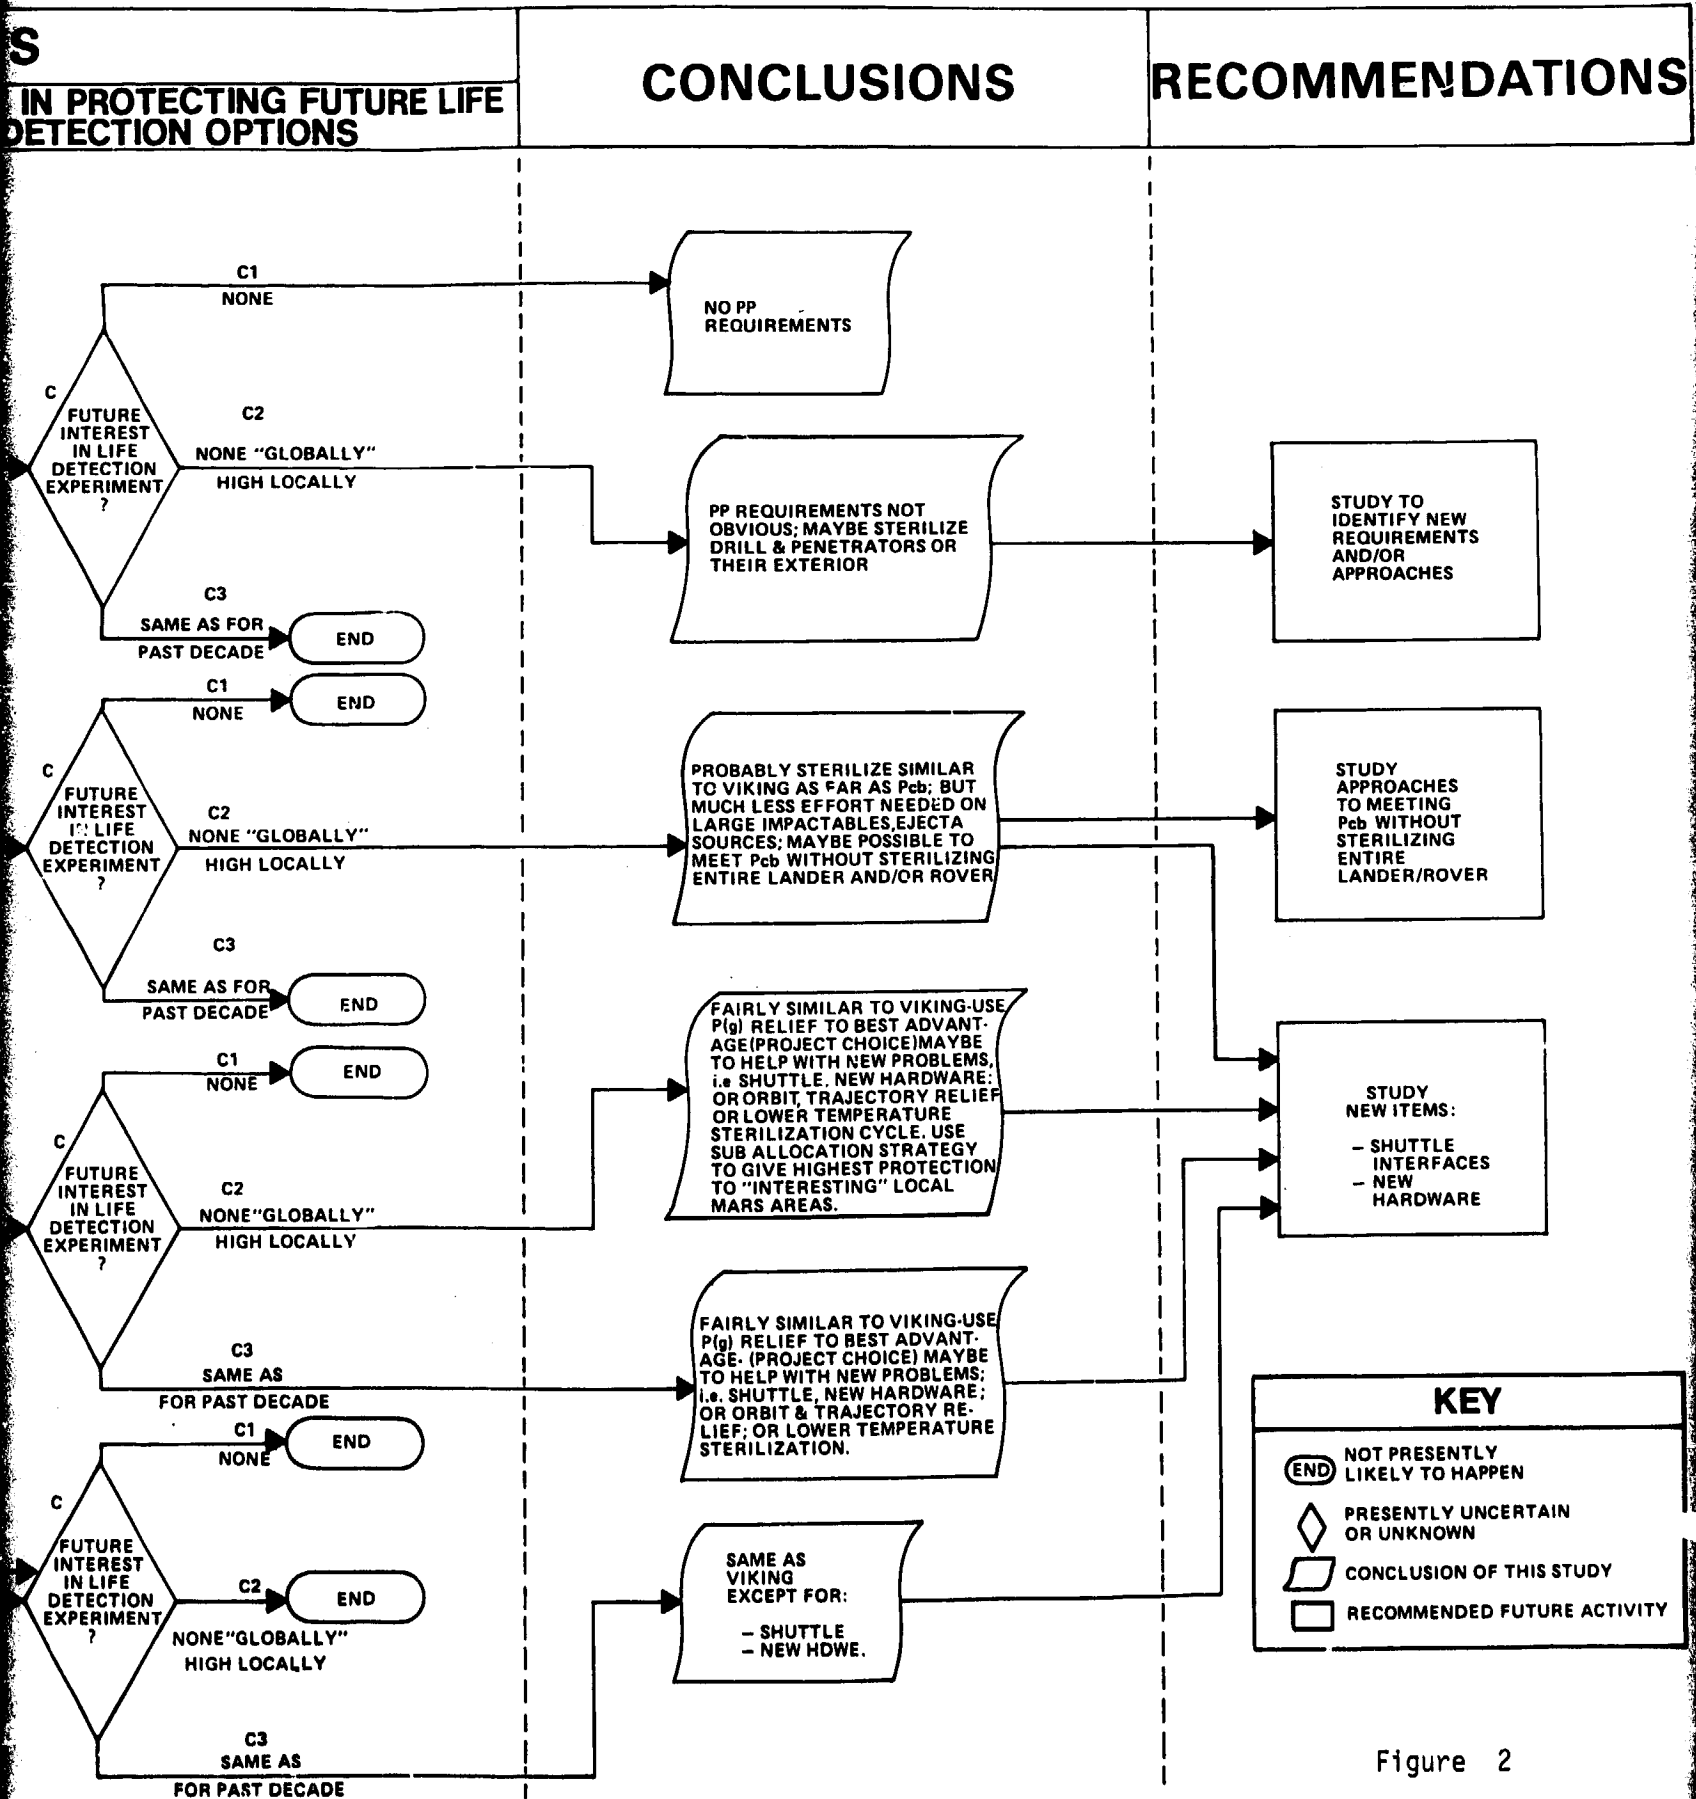 S
IN PROTECTING FUTURE LIFE
DETECTION OPTIONS
CONCLUSIONS
RECOMMENDATIONS
C1
NONE
C
FUTURE
INTEREST
IN LIFE
DETECTION
EXPERIMENT
?
C2
NONE "GLOBALLY"
HIGH LOCALLY
C3
SAME AS FOR
PAST DECADE
END
NO PP
REQUIREMENTS
PP REQUIREMENTS NOT
OBVIOUS; MAYBE STERILIZE
DRILL & PENETRATORS OR
THEIR EXTERIOR
STUDY TO
IDENTIFY NEW
REQUIREMENTS
AND/OR
APPROACHES
C1
NONE
END
C
FUTURE
INTEREST
IN LIFE
DETECTION
EXPERIMENT
?
C2
NONE "GLOBALLY"
HIGH LOCALLY
C3
SAME AS FOR
PAST DECADE
END
PROBABLY STERILIZE SIMILAR
TO VIKING AS FAR AS Pcb; BUT
MUCH LESS EFFORT NEEDED ON
LARGE IMPACTABLES, EJECTA
SOURCES; MAYBE POSSIBLE TO
MEET Pcb WITHOUT STERILIZING
ENTIRE LANDER AND/OR ROVER
STUDY
APPROACHES
TO MEETING
Pcb WITHOUT
STERILIZING
ENTIRE
LANDER/ROVER
C1
NONE
END
C
FUTURE
INTEREST
IN LIFE
DETECTION
EXPERIMENT
?
C2
NONE"GLOBALLY"
HIGH LOCALLY
C3
SAME AS
FOR PAST DECADE
FAIRLY SIMILAR TO VIKING-USE
P(g) RELIEF TO BEST ADVANT-
AGE(PROJECT CHOICE)MAYBE
TO HELP WITH NEW PROBLEMS,
i.e SHUTTLE, NEW HARDWARE;
OR ORBIT, TRAJECTORY RELIEF
OR LOWER TEMPERATURE
STERILIZATION CYCLE. USE
SUB ALLOCATION STRATEGY
TO GIVE HIGHEST PROTECTION
TO "INTERESTING" LOCAL
MARS AREAS.
STUDY
NEW ITEMS:
– SHUTTLE
INTERFACES
– NEW
HARDWARE
FAIRLY SIMILAR TO VIKING-USE
P(g) RELIEF TO BEST ADVANT-
AGE- (PROJECT CHOICE) MAYBE
TO HELP WITH NEW PROBLEMS;
i.e. SHUTTLE, NEW HARDWARE;
OR ORBIT & TRAJECTORY RE-
LIEF; OR LOWER TEMPERATURE
STERILIZATION.
C1
NONE
END
C
FUTURE
INTEREST
IN LIFE
DETECTION
EXPERIMENT
?
C2
END
NONE"GLOBALLY"
HIGH LOCALLY
C3
SAME AS
FOR PAST DECADE
SAME AS
VIKING
EXCEPT FOR:
– SHUTTLE
– NEW HDWE.
KEY
END
NOT PRESENTLY
LIKELY TO HAPPEN
PRESENTLY UNCERTAIN
OR UNKNOWN
CONCLUSION OF THIS STUDY
RECOMMENDED FUTURE ACTIVITY
Figure 2